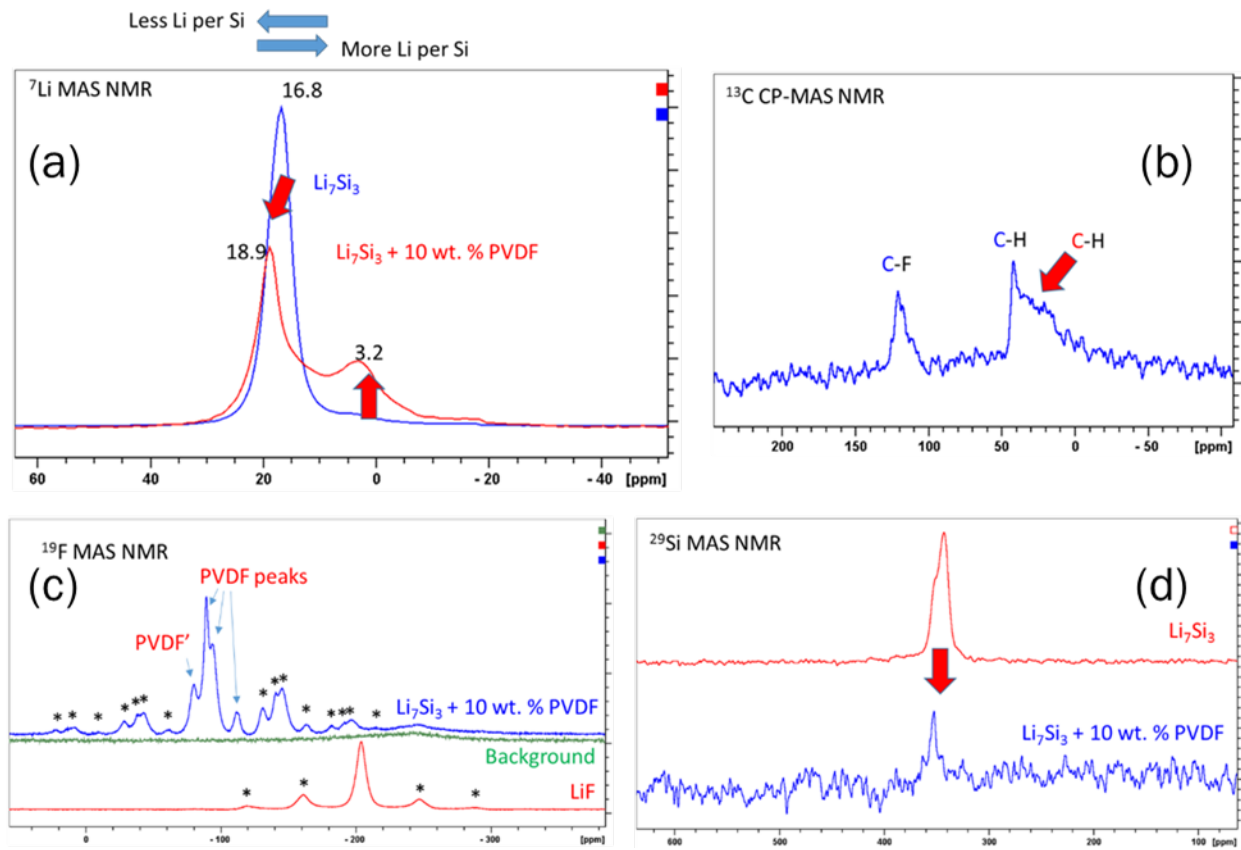 Less Li per Si
More Li per Si
⁷Li MAS NMR
16.8
(a)
Li₇Si₃
18.9
Li₇Si₃ + 10 wt. % PVDF
3.2
60 40 20 0 - 20 - 40 [ppm]
¹³C CP-MAS NMR
(b)
C-F
C-H
C-H
200 150 100 50 0 - 50 [ppm]
¹⁹F MAS NMR
(c)
PVDF peaks
PVDF'
* * * * * * * * * * * * * * *
Li₇Si₃ + 10 wt. % PVDF
Background
* * * *
LiF
0 - 100 - 200 - 300 [ppm]
²⁹Si MAS NMR
(d)
Li₇Si₃
Li₇Si₃ + 10 wt. % PVDF
600 500 400 300 200 100 [ppm]